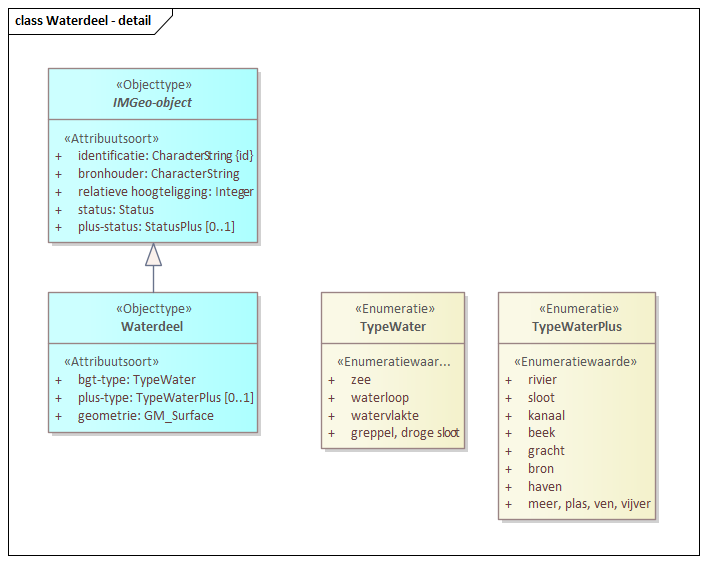 class Waterdeel - detail
«Objecttype»
IMGeo-object
«Attribuutsoort»
+ identificatie: CharacterString {id}
+ bronhouder: CharacterString
+ relatieve hoogteligging: Integer
+ status: Status
+ plus-status: StatusPlus [0..1]
«Objecttype»
Waterdeel
«Attribuutsoort»
+ bgt-type: TypeWater
+ plus-type: TypeWaterPlus [0..1]
+ geometrie: GM_Surface
«Enumeratie»
TypeWater
«Enumeratiewaar...
+ zee
+ waterloop
+ watervlakte
+ greppel, droge sloot
«Enumeratie»
TypeWaterPlus
«Enumeratiewaarde»
+ rivier
+ sloot
+ kanaal
+ beek
+ gracht
+ bron
+ haven
+ meer, plas, ven, vijver